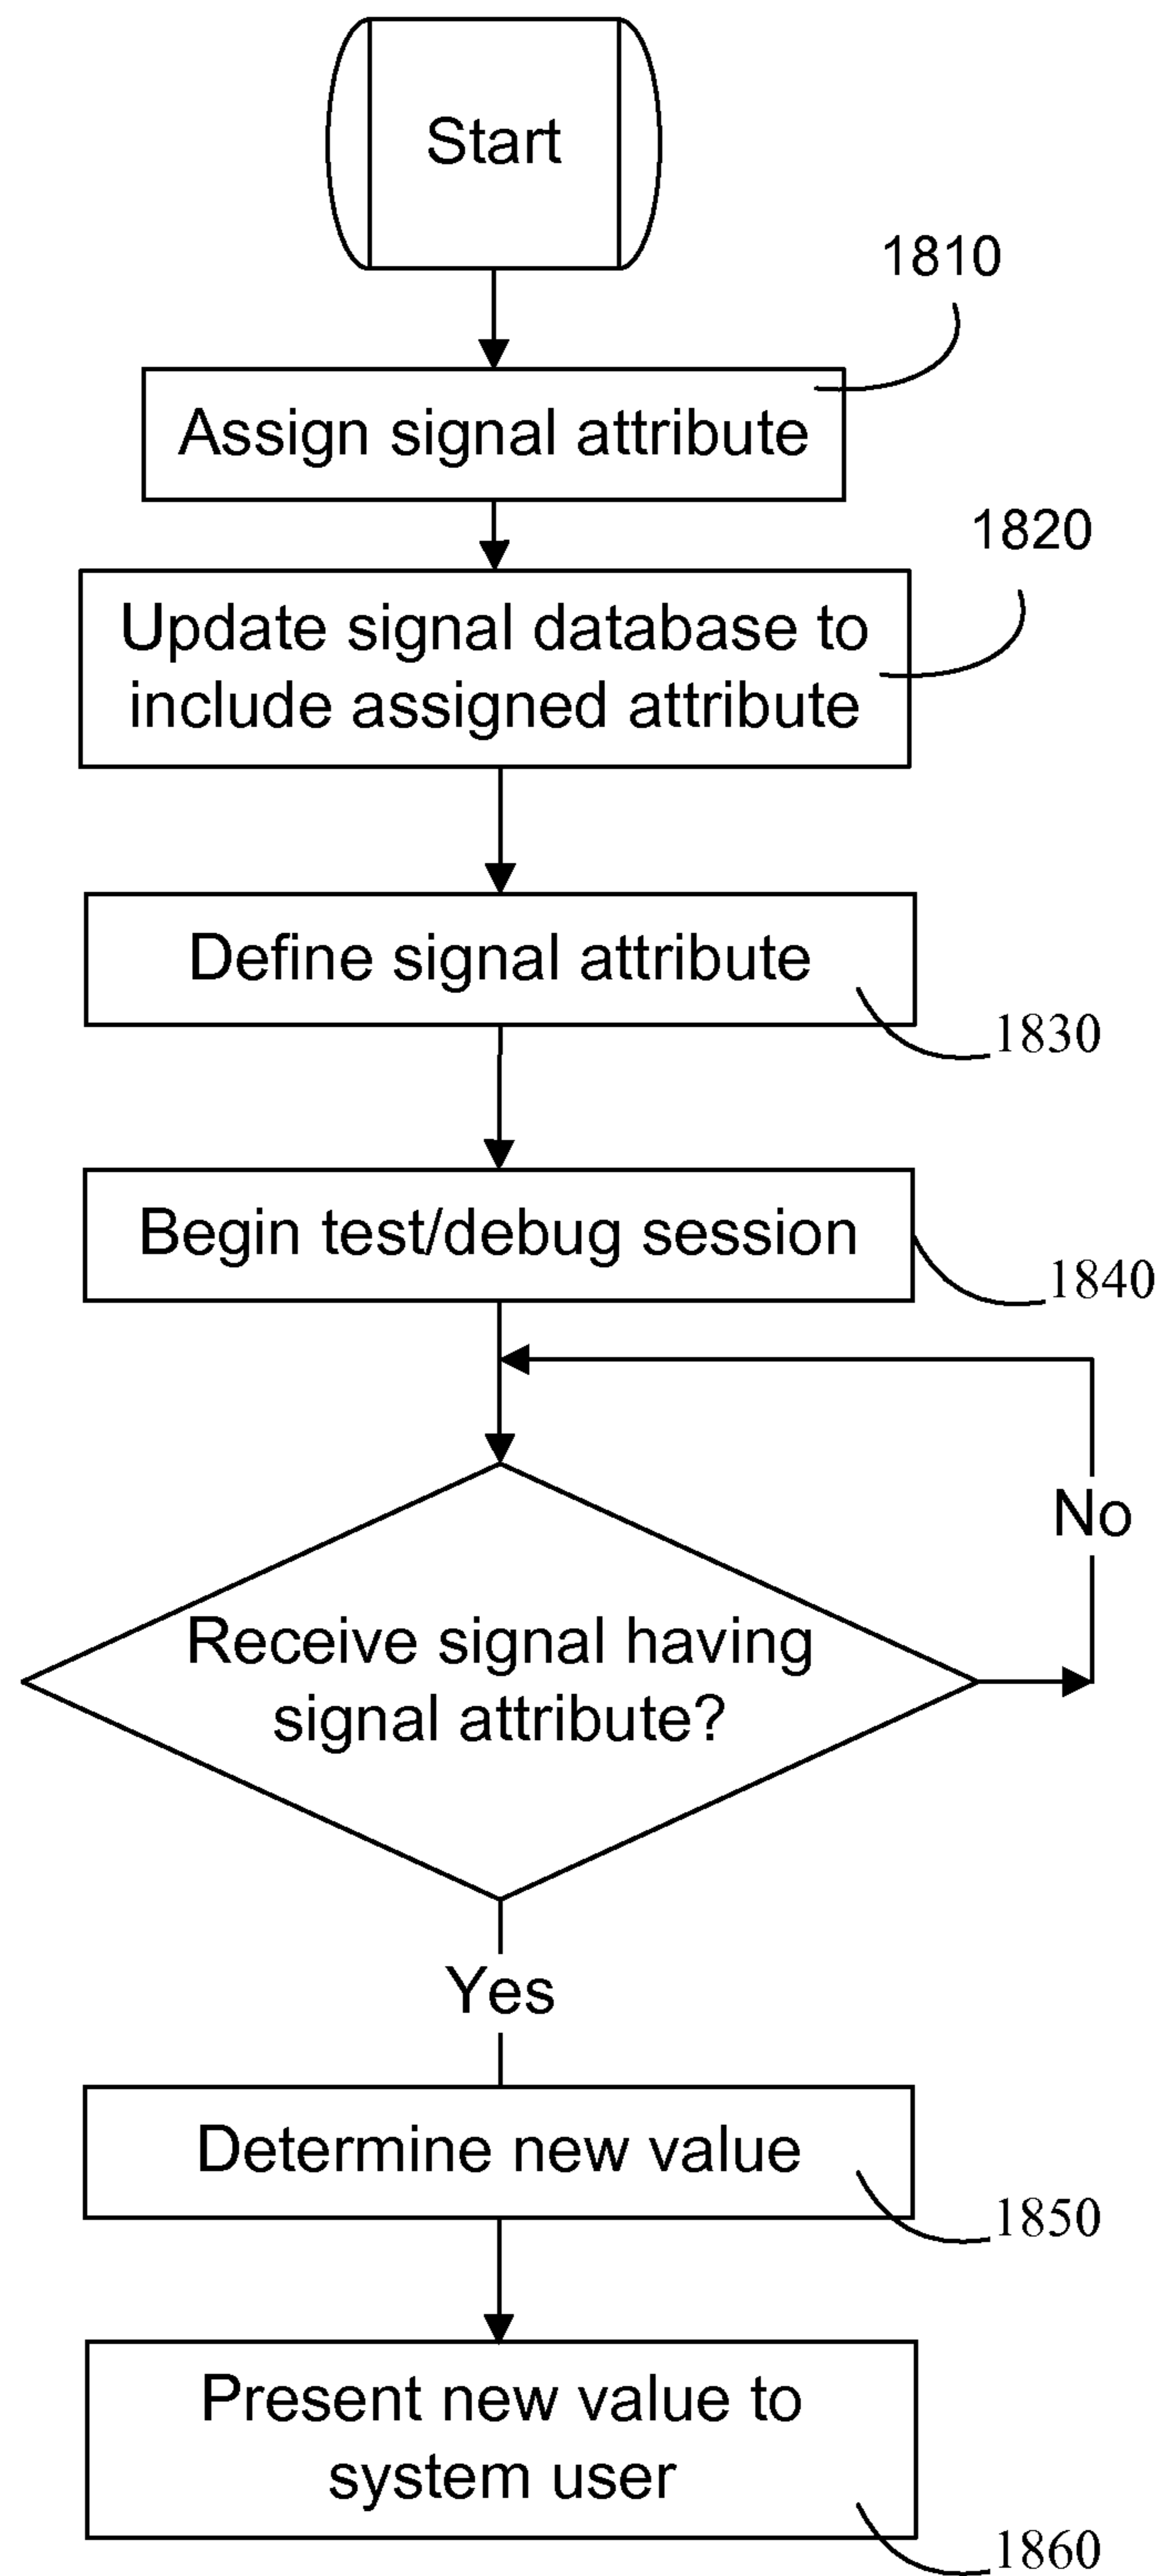 Start
1810
Assign signal attribute
1820
Update signal database to
include assigned attribute
Define signal attribute
1830
Begin test/debug session
1840
No
Receive signal having
signal attribute?
Yes
Determine new value
1850
Present new value to
system user
1860